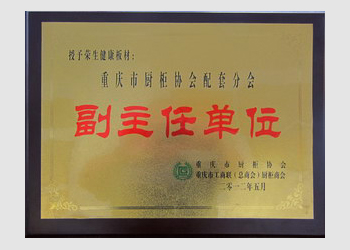 授予荣生健康板材：
重庆市厨柜协会配套分会
副主任单位
重庆市厨柜协会
重庆市工商联（总商会）厨柜商会
二零一二年五月